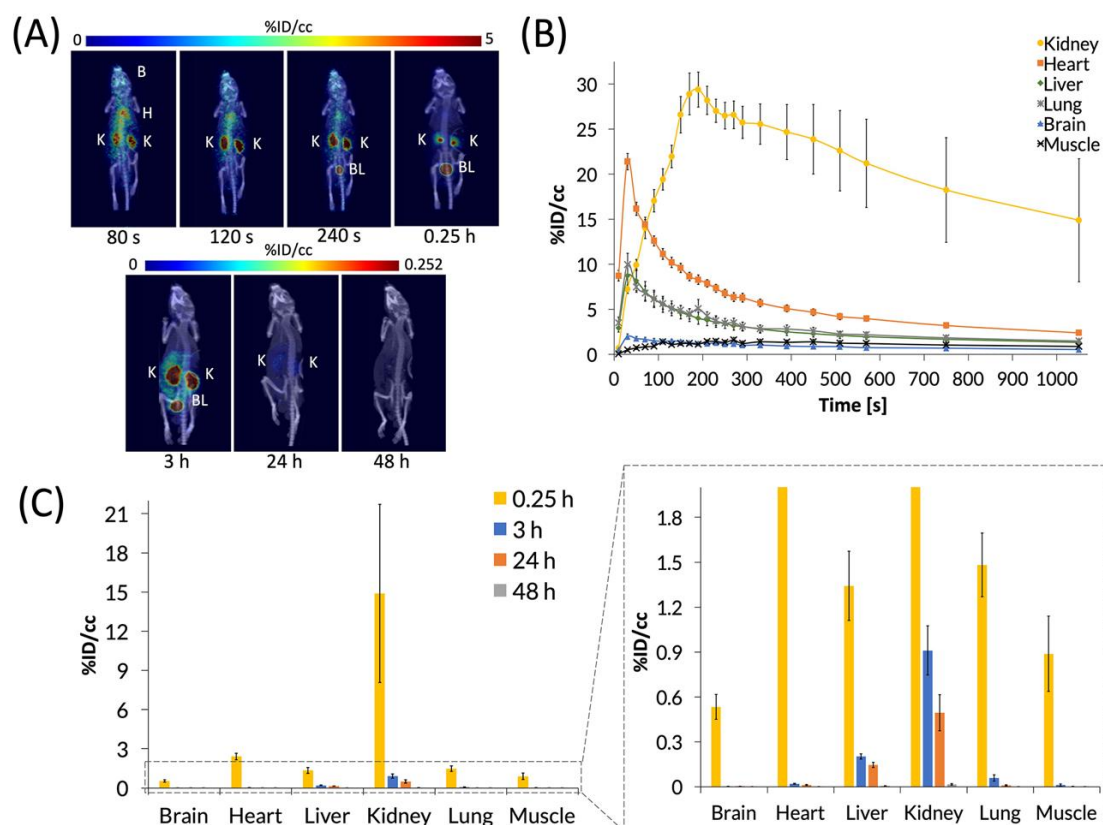 (A)
%ID/cc
0 5
B
H
K K
80 s
K K
120 s
K K
BL
240 s
K K
BL
0.25 h
%ID/cc
0 0.252
K K
BL
3 h
K K
24 h
48 h
(B)
Kidney
Heart
Liver
Lung
Brain
Muscle
%ID/cc
30
25
20
15
10
5
0
0 100 200 300 400 500 600 700 800 900 1000
Time [s]
(C)
0.25 h
3 h
24 h
48 h
%ID/cc
21
18
15
12
9
6
3
0
Brain Heart Liver Kidney Lung Muscle
%ID/cc
1.8
1.5
1.2
0.9
0.6
0.3
0
Brain Heart Liver Kidney Lung Muscle